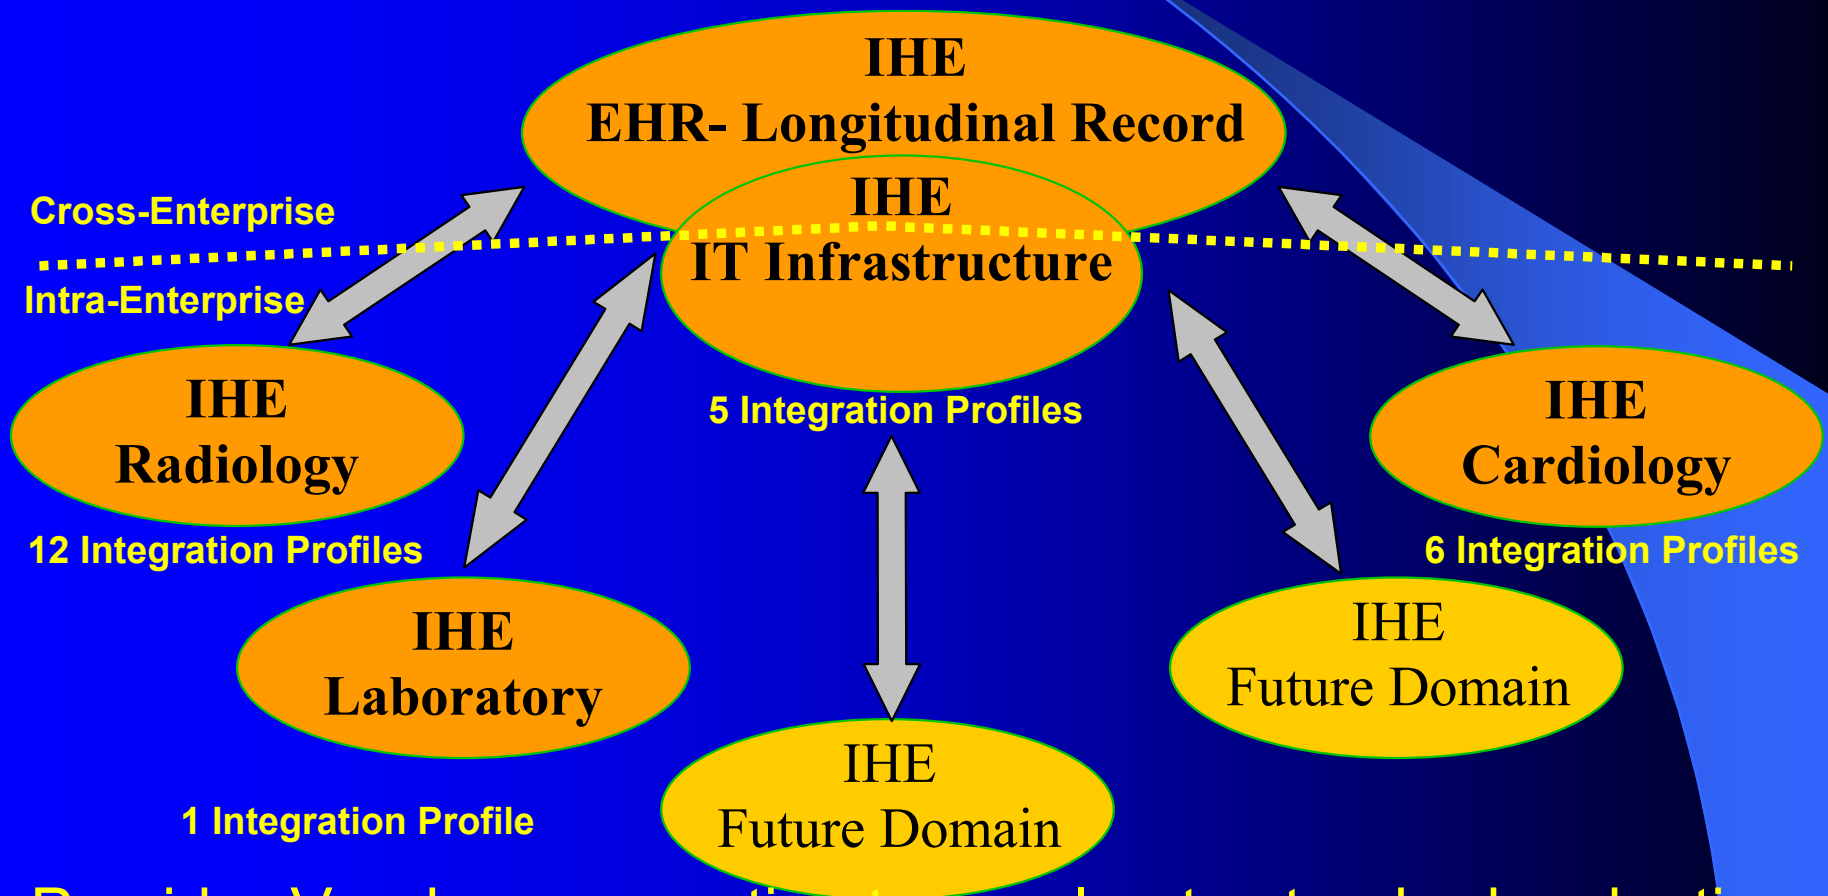 IHE
EHR- Longitudinal Record
IHE
IT Infrastructure
Cross-Enterprise
Intra-Enterprise
5 Integration Profiles
IHE
Radiology
12 Integration Profiles
IHE
Cardiology
6 Integration Profiles
IHE
Laboratory
1 Integration Profile
IHE
Future Domain
IHE
Future Domain